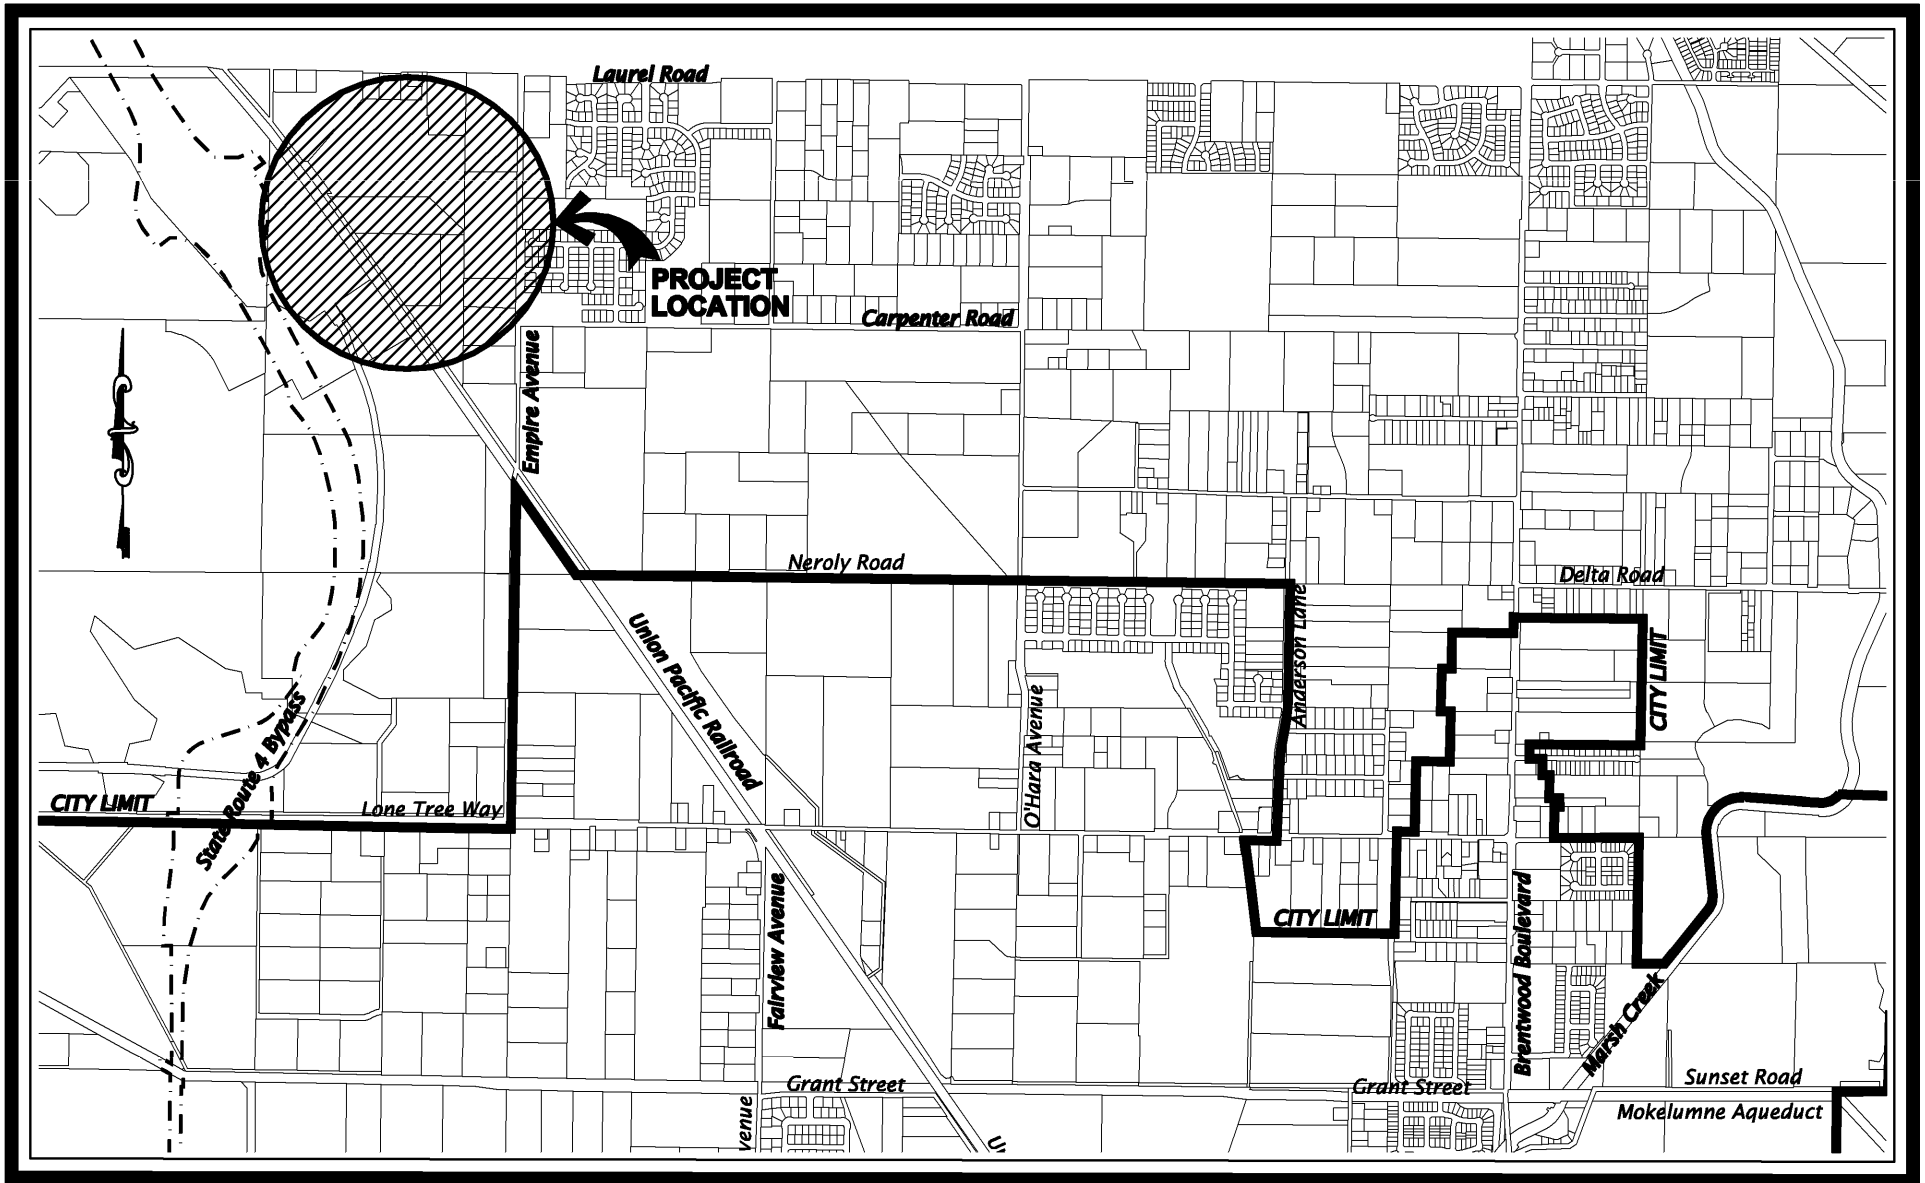 Laurel Road
PROJECT
LOCATION
Carpenter Road
Empire Avenue
Neroly Road
Delta Road
Anderson Lane
Union Pacific Railroad
CITY LIMIT
O'Hara Avenue
State Route 4 Bypass
CITY LIMIT
Lone Tree Way
CITY LIMIT
Fairview Avenue
Brentwood Boulevard
Marsh Creek
Grant Street
Grant Street
Sunset Road
Mokelumne Aqueduct
venue
U